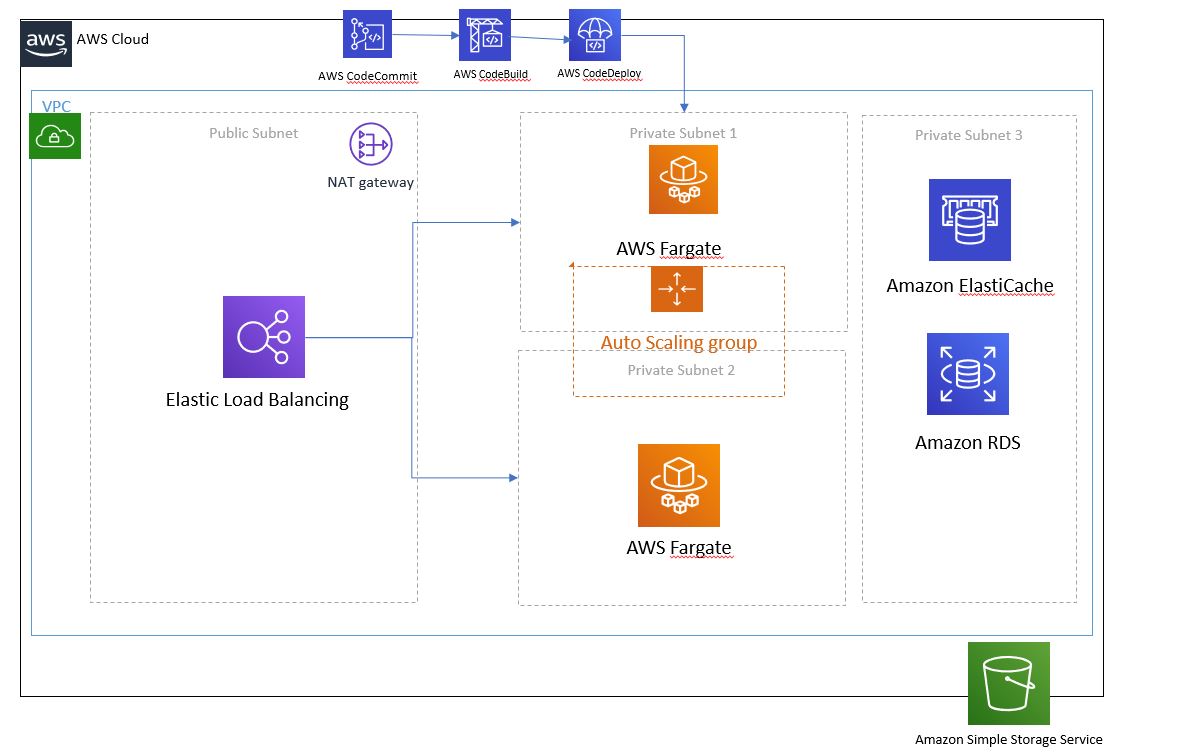 aws
AWS Cloud
AWS CodeCommit
AWS CodeBuild
AWS CodeDeploy
VPC
Public Subnet
NAT gateway
Elastic Load Balancing
Private Subnet 1
AWS Fargate
Auto Scaling group
Private Subnet 2
AWS Fargate
Private Subnet 3
Amazon ElastiCache
Amazon RDS
Amazon Simple Storage Service